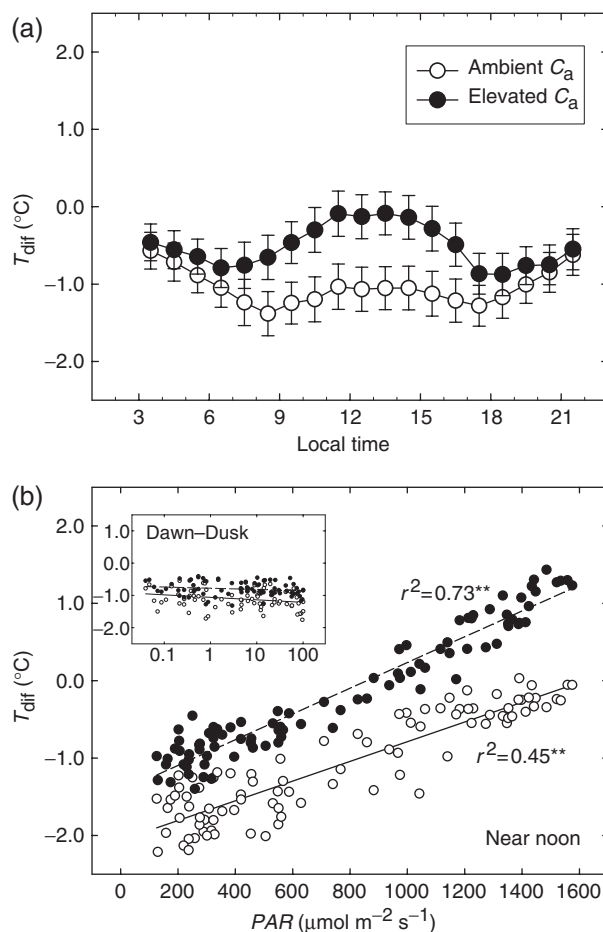 (a)
2.0
1.0
0.0
−1.0
−2.0
T_dif (°C)
Ambient C_a
Elevated C_a
3 6 9 12 15 18 21
Local time
(b)
2.0
1.0
0.0
−1.0
−2.0
T_dif (°C)
Dawn–Dusk
1.0
0.0
−1.0
−2.0
0.1 1 10 100
r²=0.73**
r²=0.45**
Near noon
0 200 400 600 800 1000 1200 1400 1600
PAR (μmol m⁻² s⁻¹)